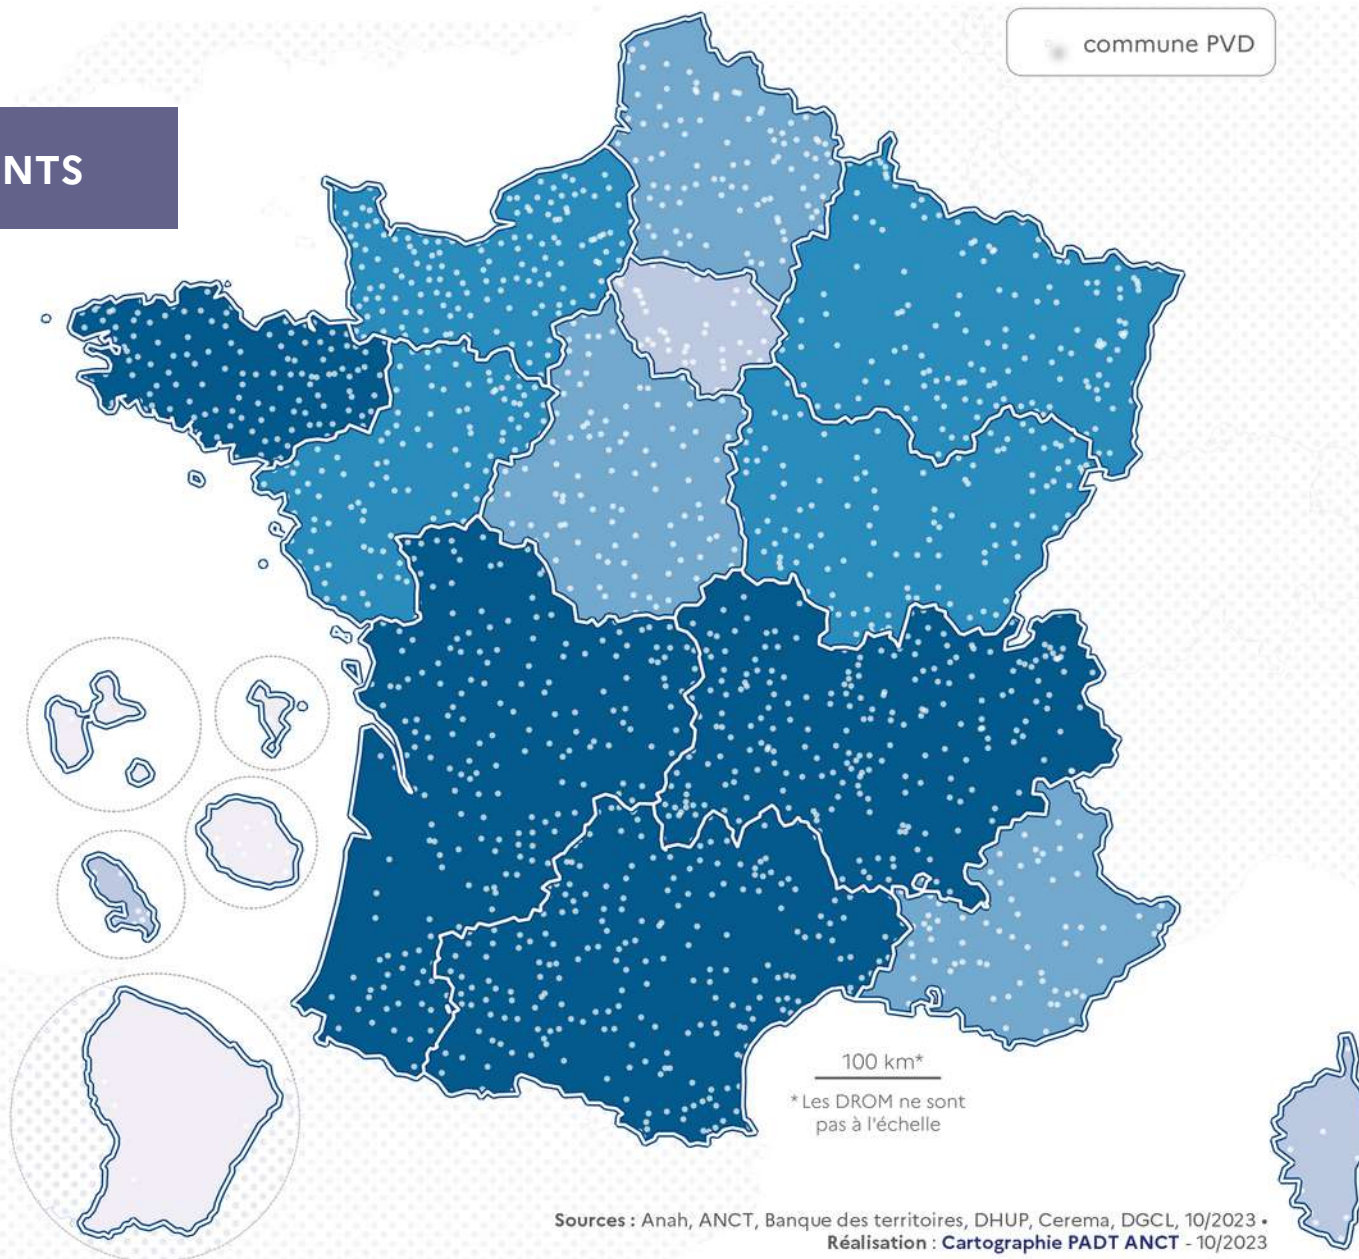 commune PVD
NTS
100 km*
* Les DROM ne sont
pas à l'échelle
Sources : Anah, ANCT, Banque des territoires, DHUP, Cerema, DGCL, 10/2023 •
Réalisation : Cartographie PADT ANCT - 10/2023